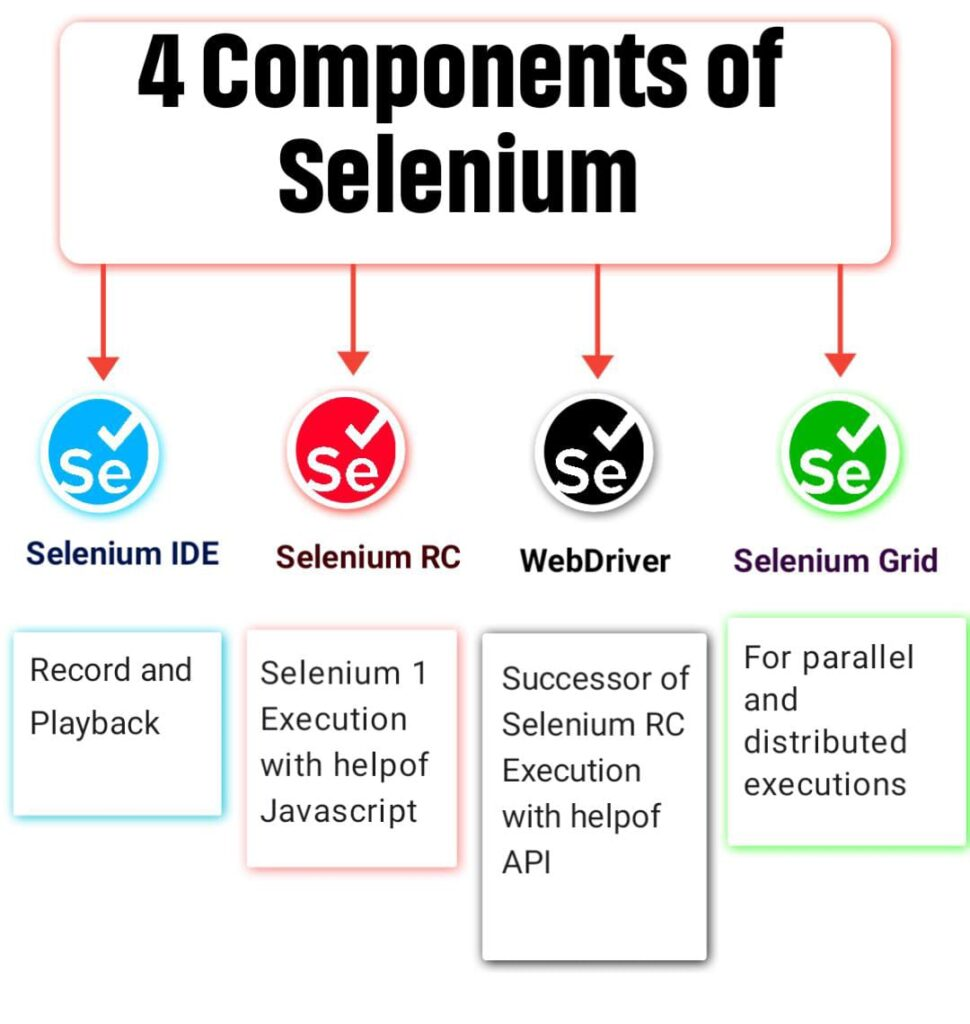 4 Components of
Selenium
Se
Se
Se
Se
Selenium IDE
Selenium RC
WebDriver
Selenium Grid
Record and
Playback
Selenium 1
Execution
with helpof
Javascript
Successor of
Selenium RC
Execution
with helpof
API
For parallel
and
distributed
executions